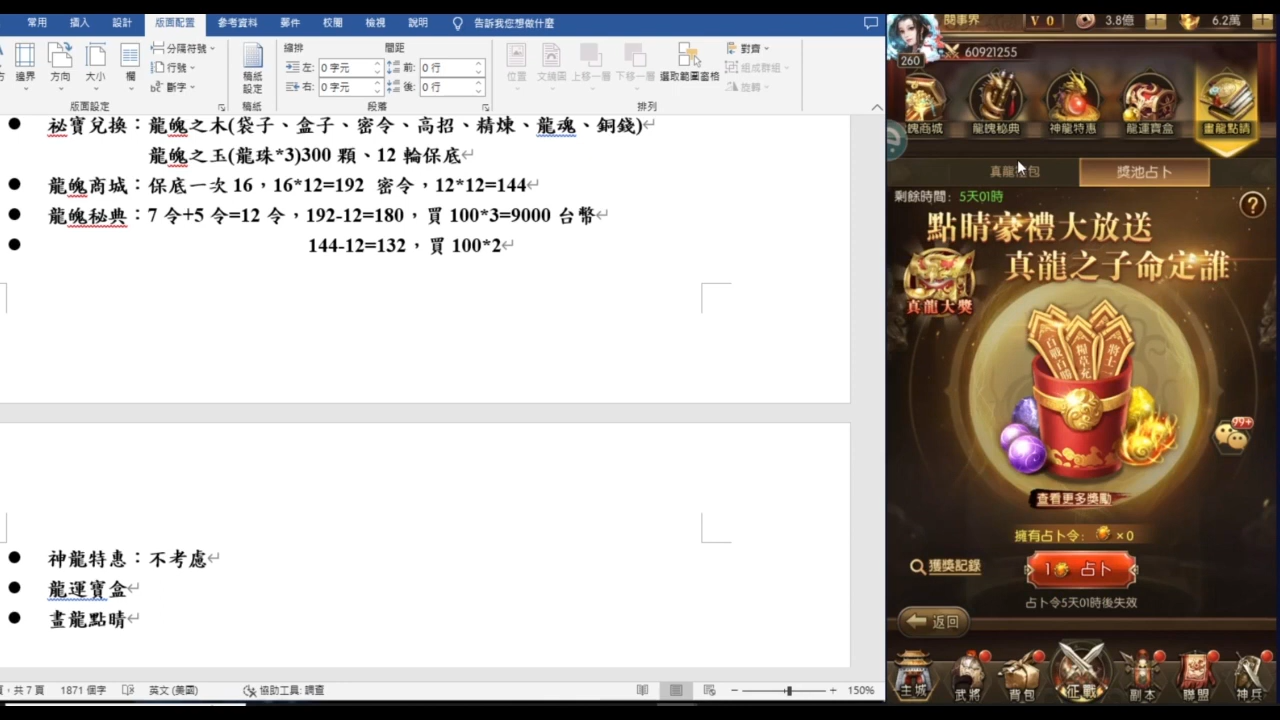 常用 插入 設計 版面配置 參考資料 郵件 校閱 檢視 說明 告訴我您想做什麼
邊界 方向 大小 欄
分隔符號
行號
斷字
稿紙設定
縮排 間距
左: 0 字元 前: 0 行
右: 0 字元 後: 0 行
位置 文繞圖 上移一層 下移一層 選取範圍窗格
對齊
組成群組
旋轉
版面設定 稿紙 段落 排列
祕寶兌換：龍魄之木(袋子、盒子、密令、高招、精煉、龍魂、銅錢)
龍魄之玉(龍珠*3)300 顆、12 輪保底
龍魄商城：保底一次 16，16*12=192 密令，12*12=144
龍魄秘典：7 令+5 令=12 令，192-12=180，買 100*3=9000 台幣
144-12=132，買 100*2
神龍特惠：不考慮
龍運寶盒
畫龍點睛
，共 7 頁 1871 個字 英文 (美國) 協助工具: 調查 150%
V 0 3.8億 6.2萬
260
60921255
商城 龍魄秘典 神龍特惠 龍運寶盒 畫龍點睛
獎池占卜
剩餘時間: 5天01時
點睛豪禮大放送
真龍之子命定誰
真龍大獎
百戰百勝 糧草充 將士一
99+
查看更多獎勵
擁有占卜令: ×0
獲獎記錄
1 占卜
占卜令5天01時後失效
返回
主城 武將 背包 征戰 副本 聯盟 神兵